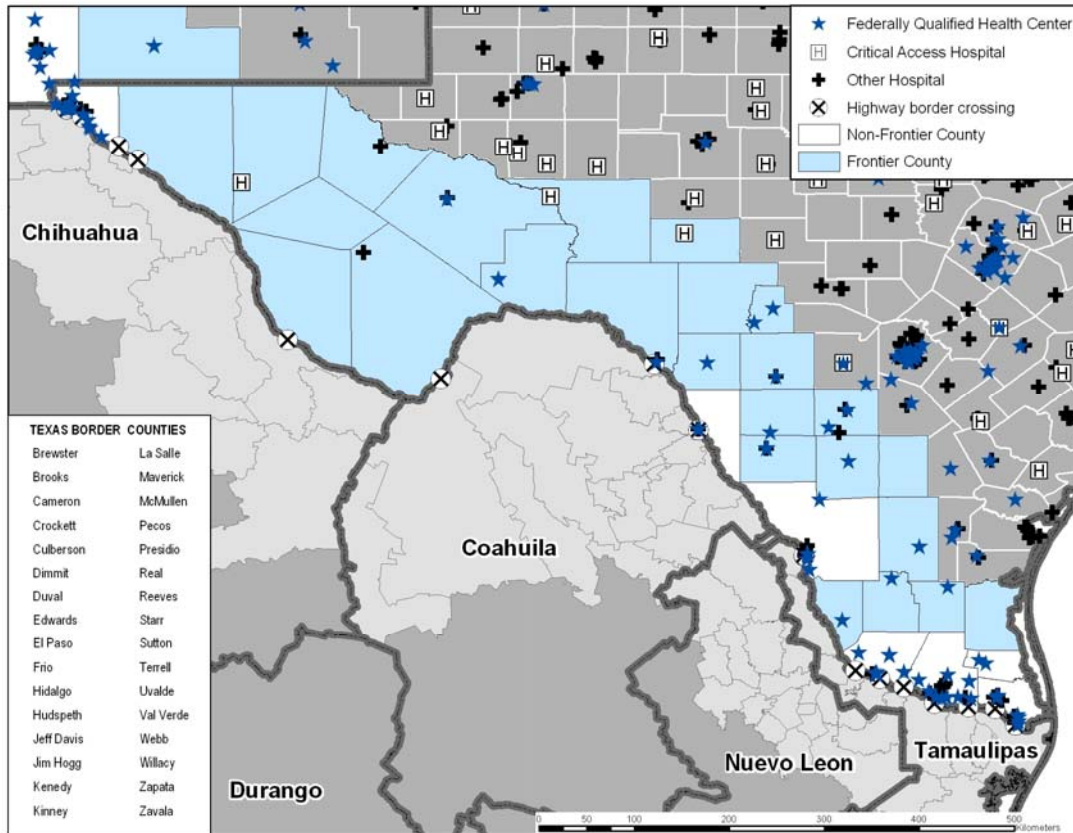 Federally Qualified Health Center
H Critical Access Hospital
Other Hospital
Highway border crossing
Non-Frontier County
Frontier County
Chihuahua
Coahuila
Nuevo Leon
Tamaulipas
Durango
TEXAS BORDER COUNTIES
Brewster La Salle
Brooks Maverick
Cameron McMullen
Crockett Pecos
Culberson Presidio
Dimmit Real
Duval Reeves
Edwards Starr
El Paso Sutton
Frio Terrell
Hidalgo Uvalde
Hudspeth Val Verde
Jeff Davis Webb
Jim Hogg Willacy
Kenedy Zapata
Kinney Zavala
0 50 100 200 300 400 500
Kilometers